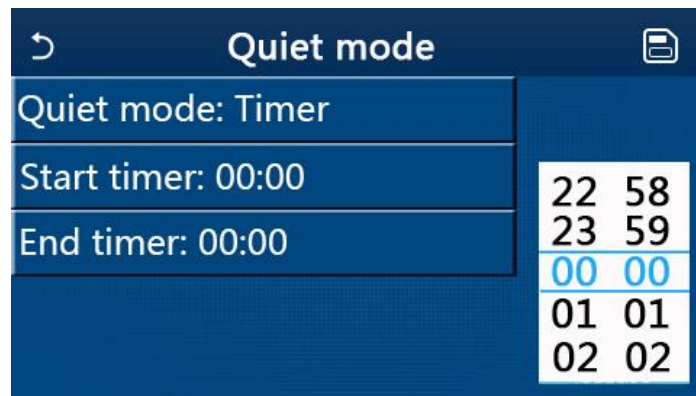 Quiet mode
Quiet mode: Timer
Start timer: 00:00
End timer: 00:00
22 58
23 59
00 00
01 01
02 02